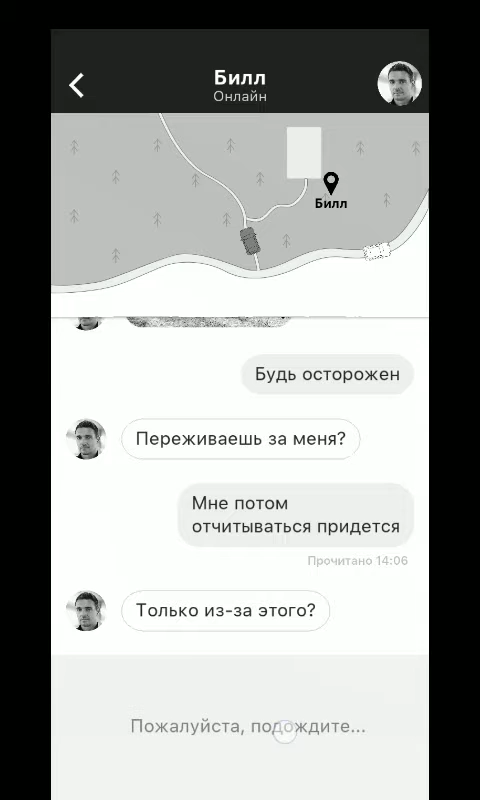 Билл
Онлайн
Билл
Будь осторожен
Переживаешь за меня?
Мне потом
отчитываться придется
Прочитано 14:06
Только из-за этого?
Пожалуйста, подождите...